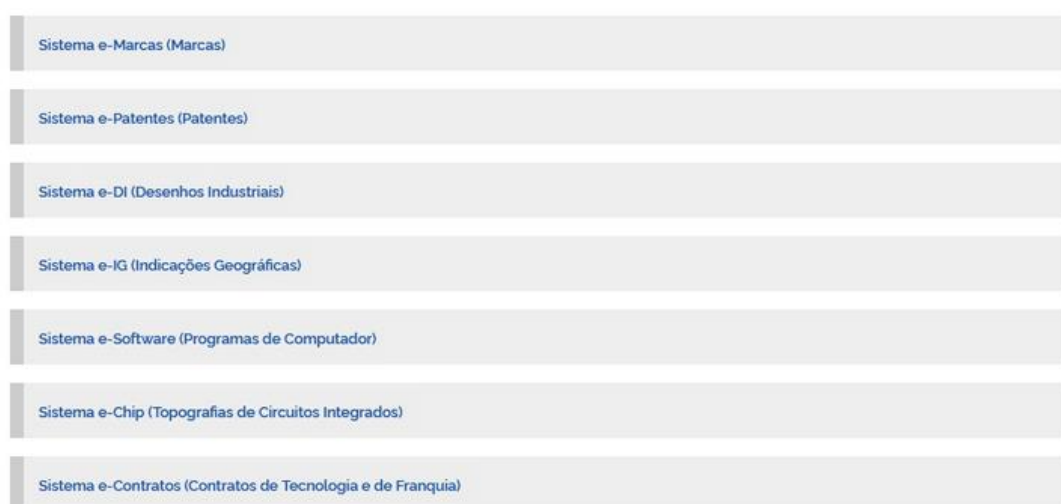 Sistema e-Marcas (Marcas)
Sistema e-Patentes (Patentes)
Sistema e-DI (Desenhos Industriais)
Sistema e-IG (Indicações Geográficas)
Sistema e-Software (Programas de Computador)
Sistema e-Chip (Topografias de Circuitos Integrados)
Sistema e-Contratos (Contratos de Tecnologia e de Franquia)